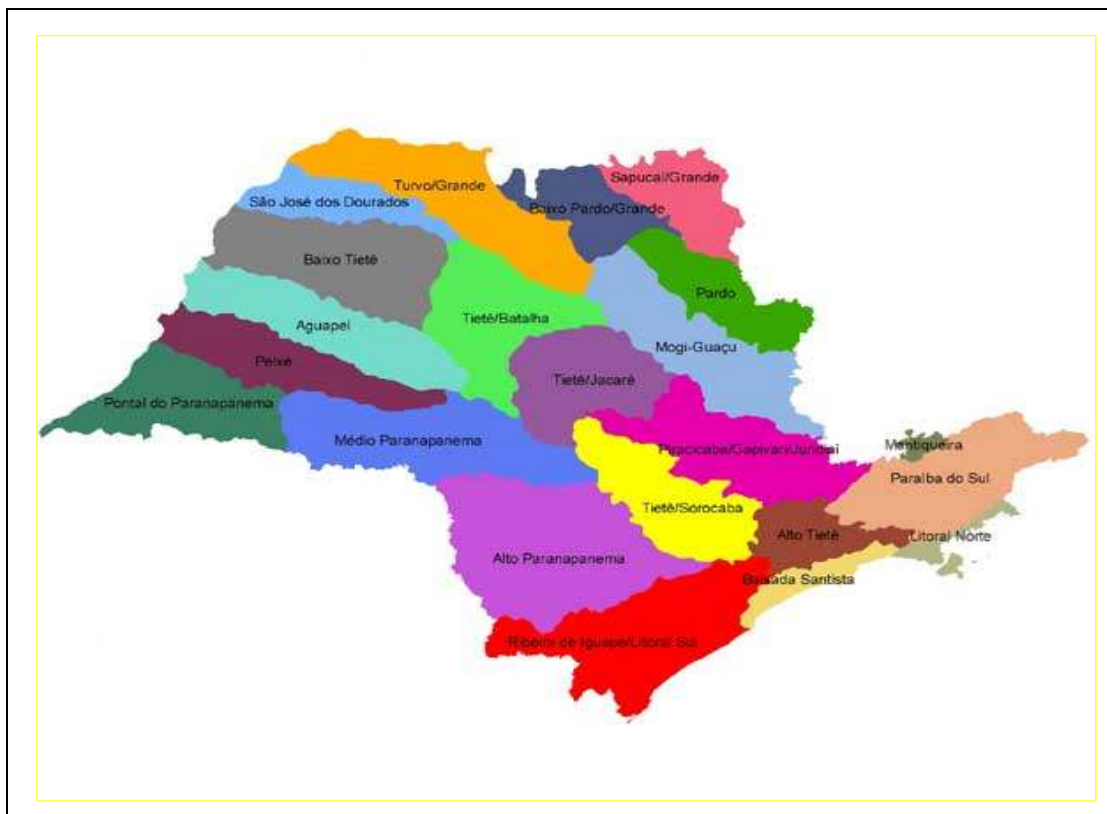 Sapucaí/Grande
Turvo/Grande
São José dos Dourados
Baixo Pardo/Grande
Baixo Tietê
Pardo
Aguapeí
Tietê/Batalha
Mogi-Guaçu
Peixe
Tietê/Jacaré
Pontal do Paranapanema
Médio Paranapanema
Piracicaba/Capivari/Jundiaí
Mantiqueira
Paraíba do Sul
Tietê/Sorocaba
Alto Tietê
Litoral Norte
Alto Paranapanema
Baixada Santista
Ribeira de Iguape/Litoral Sul